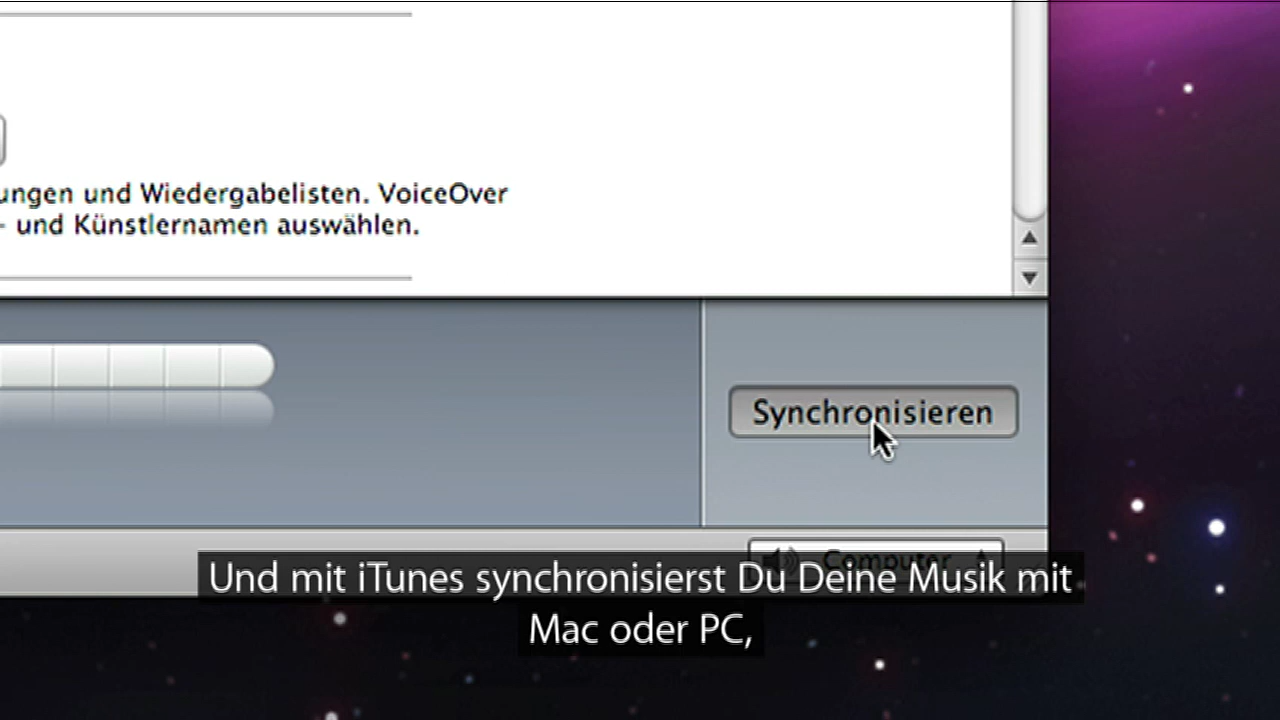 ungen und Wiedergabelisten. VoiceOver
- und Künstlernamen auswählen.
Synchronisieren
Computer
Und mit iTunes synchronisierst Du Deine Musik mit
Mac oder PC,